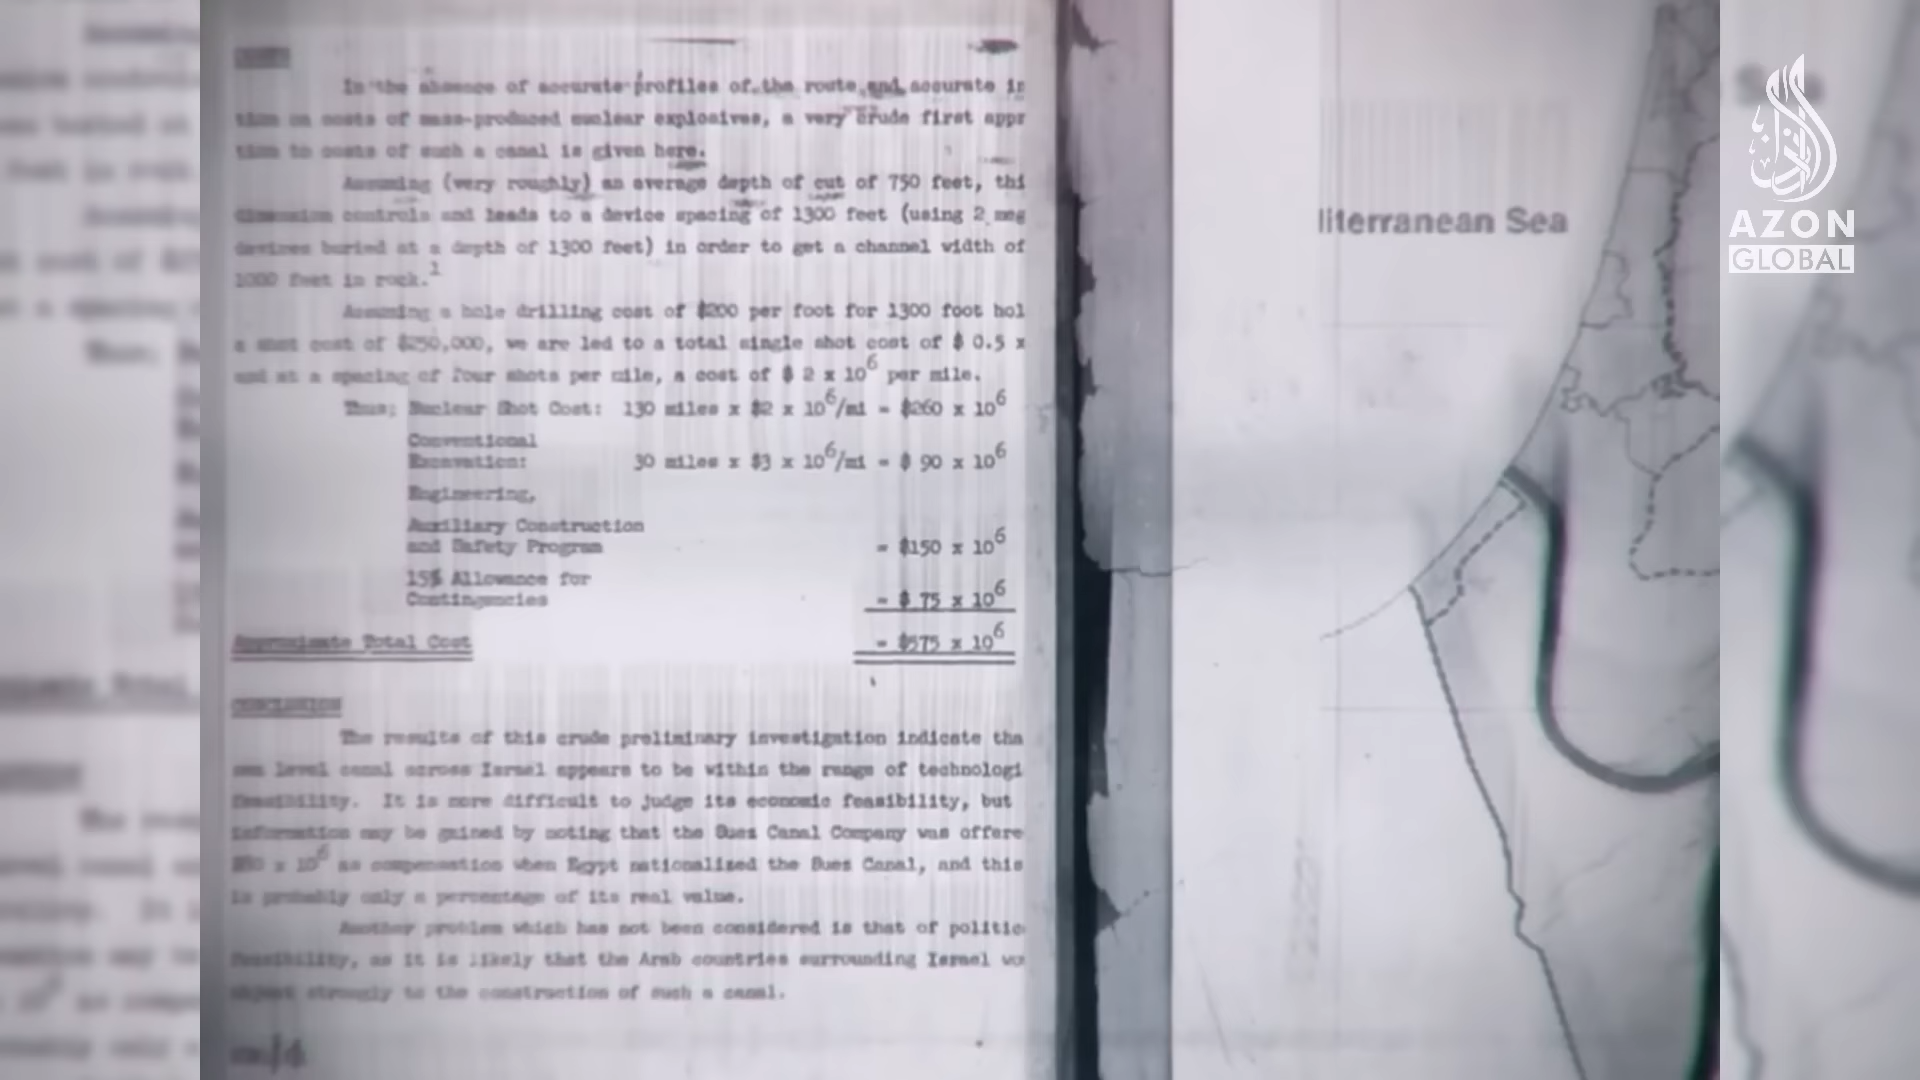 COSTS
In the absence of accurate profiles of the route and accurate in
tion on costs of mass-produced nuclear explosives, a very crude first appr
tion to costs of such a canal is given here.
Assuming (very roughly) an average depth of cut of 750 feet, thi
dimension controls and leads to a device spacing of 1300 feet (using 2 meg
devices buried at a depth of 1300 feet) in order to get a channel width of
1000 feet in rock.
Assuming a hole drilling cost of $200 per foot for 1300 foot hol
a shot cost of $250,000, we are led to a total single shot cost of $ 0.5 x
and at a spacing of four shots per mile, a cost of $ 2 x 10⁶ per mile.
Thus; Nuclear Shot Cost: 130 miles x $2 x 10⁶/mi = $260 x 10⁶
Conventional
Excavation: 30 miles x $3 x 10⁶/mi = $ 90 x 10⁶
Engineering,
Auxiliary Construction
and Safety Program = $150 x 10⁶
15% Allowance for
Contingencies = $ 75 x 10⁶
Approximate Total Cost = $575 x 10⁶
CONCLUSION
The results of this crude preliminary investigation indicate tha
sea level canal across Israel appears to be within the range of technologi
feasibility. It is more difficult to judge its economic feasibility, but
information may be gained by noting that the Suez Canal Company was offere
x 10⁶ as compensation when Egypt nationalized the Suez Canal, and this
is probably only a percentage of its real value.
Another problem which has not been considered is that of politic
feasibility, as it is likely that the Arab countries surrounding Israel wo
object strongly to the construction of such a canal.
literranean Sea
AZON
GLOBAL